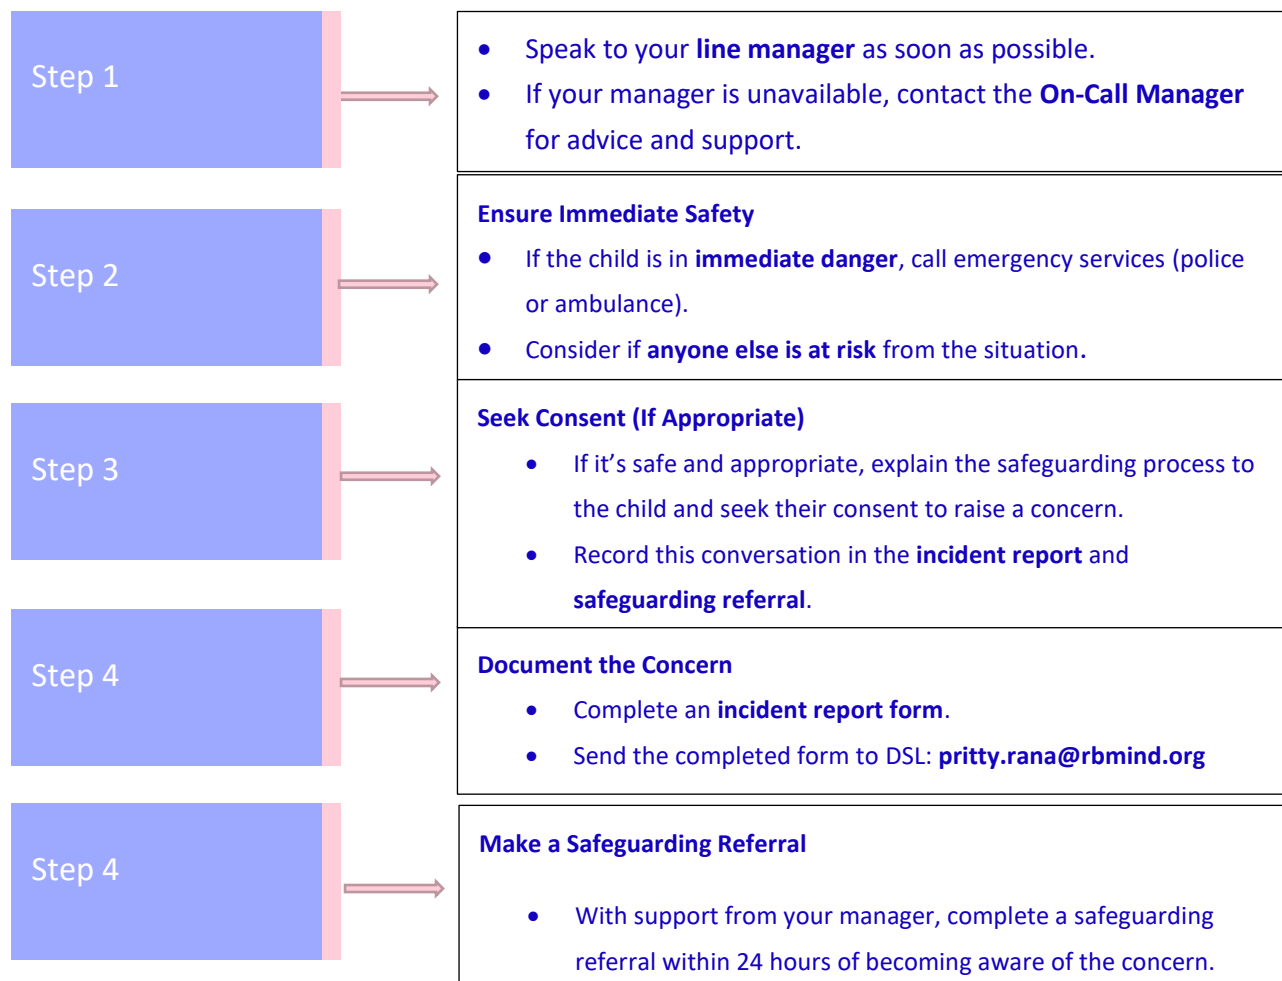 Step 1
• Speak to your line manager as soon as possible.
• If your manager is unavailable, contact the On-Call Manager
for advice and support.
Step 2
Ensure Immediate Safety
• If the child is in immediate danger, call emergency services (police
or ambulance).
• Consider if anyone else is at risk from the situation.
Step 3
Seek Consent (If Appropriate)
• If it’s safe and appropriate, explain the safeguarding process to
the child and seek their consent to raise a concern.
• Record this conversation in the incident report and
safeguarding referral.
Step 4
Document the Concern
• Complete an incident report form.
• Send the completed form to DSL: pritty.rana@rbmind.org
Step 4
Make a Safeguarding Referral
• With support from your manager, complete a safeguarding
referral within 24 hours of becoming aware of the concern.